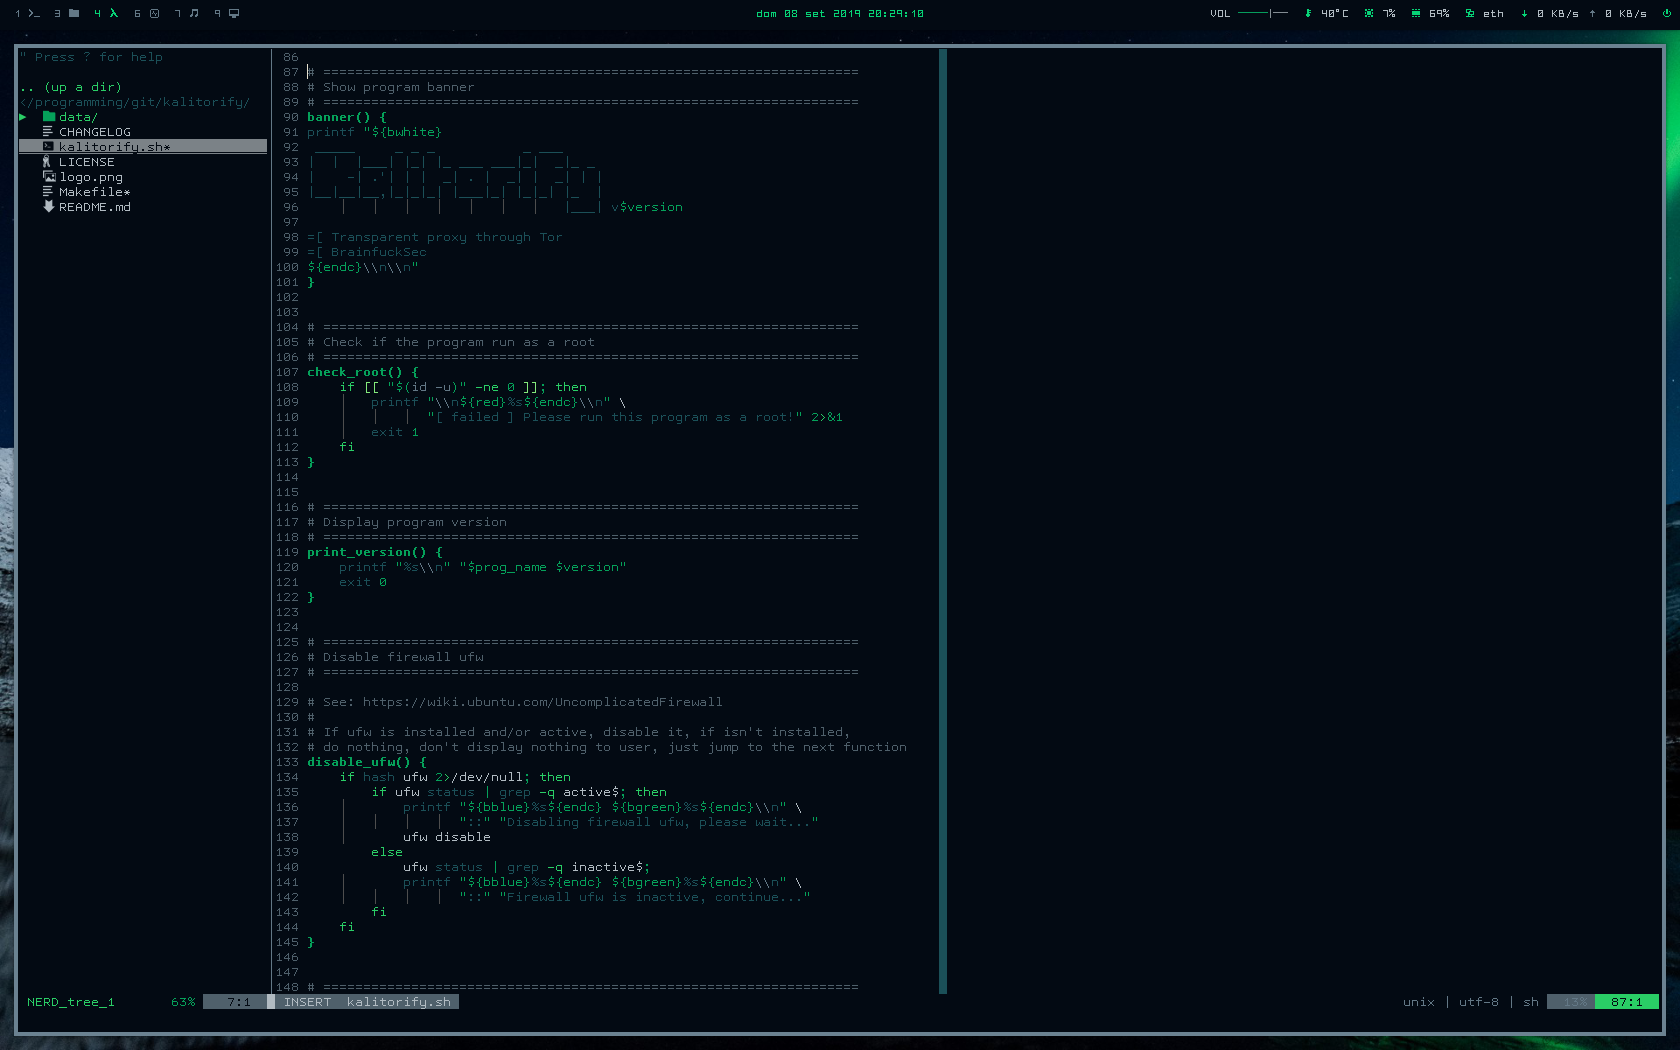 1 3 4 λ 6 7 9
dom 08 set 2019 20:29:10
VOL 40°C 7% 69% eth ↓ 0 KB/s ↑ 0 KB/s
" Press ? for help
.. (up a dir)
</programming/git/kalitorify/
▸ data/
CHANGELOG
kalitorify.sh*
LICENSE
logo.png
Makefile*
README.md
86
87 # ===================================================================
88 # Show program banner
89 # ===================================================================
90 banner() {
91 printf "${bwhite}
92  _____     _ _ _           _ ___
93 |  |  |___| |_| |_ ___ ___|_|  _|_ _
94 |    -| .'| | |  _| . |  _| |  _| | |
95 |__|__|__,|_|_|_| |___|_| |_|_| |_  |
96     |   |   |   |   |   |   |   |___| v$version
97
98 =[ Transparent proxy through Tor
99 =[ BrainfuckSec
100 ${endc}\\n\\n"
101 }
102
103
104 # ===================================================================
105 # Check if the program run as a root
106 # ===================================================================
107 check_root() {
108     if [[ "$(id -u)" -ne 0 ]]; then
109         printf "\\n${red}%s${endc}\\n" \
110                "[ failed ] Please run this program as a root!" 2>&1
111         exit 1
112     fi
113 }
114
115
116 # ===================================================================
117 # Display program version
118 # ===================================================================
119 print_version() {
120     printf "%s\\n" "$prog_name $version"
121     exit 0
122 }
123
124
125 # ===================================================================
126 # Disable firewall ufw
127 # ===================================================================
128
129 # See: https://wiki.ubuntu.com/UncomplicatedFirewall
130 #
131 # If ufw is installed and/or active, disable it, if isn't installed,
132 # do nothing, don't display nothing to user, just jump to the next function
133 disable_ufw() {
134     if hash ufw 2>/dev/null; then
135         if ufw status | grep -q active$; then
136             printf "${bblue}%s${endc} ${bgreen}%s${endc}\\n" \
137                    "::" "Disabling firewall ufw, please wait..."
138             ufw disable
139         else
140             ufw status | grep -q inactive$;
141             printf "${bblue}%s${endc} ${bgreen}%s${endc}\\n" \
142                    "::" "Firewall ufw is inactive, continue..."
143         fi
144     fi
145 }
146
147
148 # ===================================================================
NERD_tree_1 63% 7:1 INSERT kalitorify.sh unix | utf-8 | sh 13% 87:1